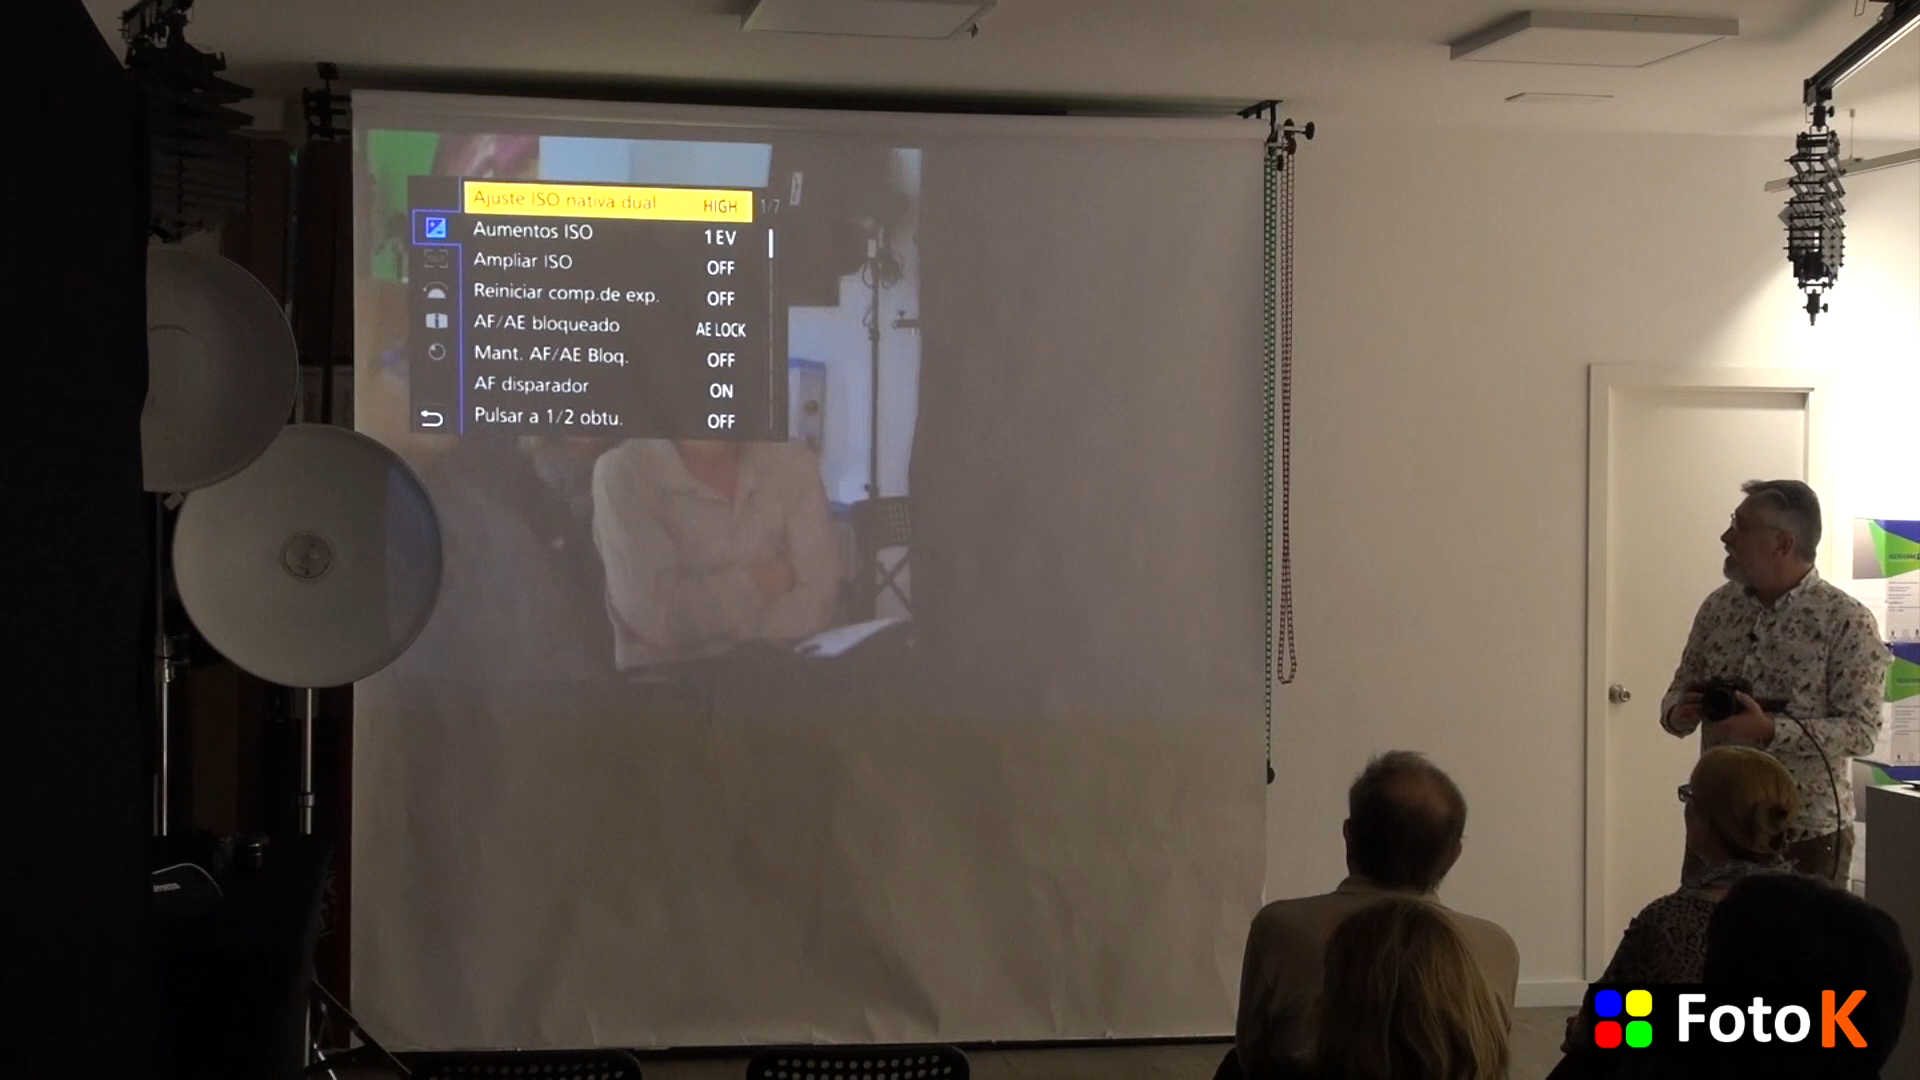 Ajuste ISO nativa dual HIGH 1/7
Aumentos ISO 1 EV
Ampliar ISO OFF
Reiniciar comp.de exp. OFF
AF/AE bloqueado AE LOCK
Mant. AF/AE Bloq. OFF
AF disparador ON
Pulsar a 1/2 obtu. OFF
FotoK